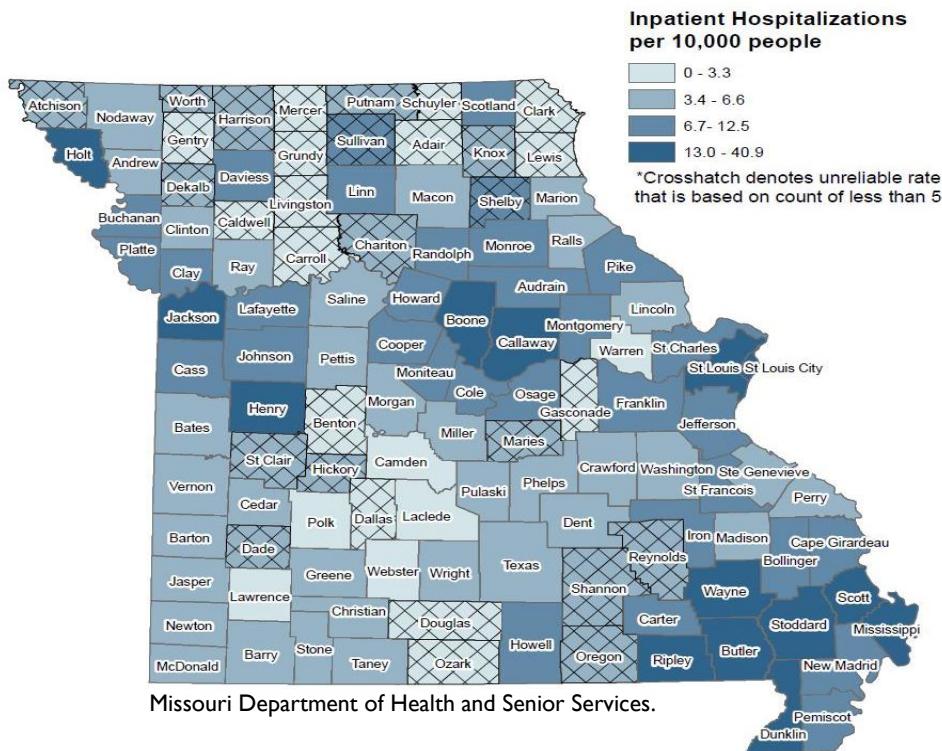 Inpatient Hospitalizations
per 10,000 people
0 - 3.3
3.4 - 6.6
6.7- 12.5
13.0 - 40.9
*Crosshatch denotes unreliable rate
that is based on count of less than 5
Atchison
Nodaway
Worth
Harrison
Mercer
Putnam
Schuyler
Scotland
Clark
Gentry
Sullivan
Adair
Knox
Lewis
Holt
Andrew
Daviess
Grundy
Dekalb
Linn
Macon
Shelby
Marion
Livingston
Buchanan
Clinton
Caldwell
Chariton
Randolph
Monroe
Ralls
Platte
Clay
Ray
Carroll
Pike
Saline
Howard
Audrain
Jackson
Lafayette
Boone
Callaway
Montgomery
Lincoln
Johnson
Pettis
Cooper
Warren
St Charles
Cass
Moniteau
St Louis
St Louis City
Henry
Benton
Morgan
Cole
Osage
Gasconade
Franklin
Bates
Miller
Jefferson
Maries
St Clair
Hickory
Camden
Crawford
Washington
Ste Genevieve
Vernon
Pulaski
Phelps
St Francois
Cedar
Perry
Polk
Dallas
Laclede
Dent
Barton
Dade
Iron
Madison
Cape Girardeau
Reynolds
Bollinger
Jasper
Greene
Webster
Wright
Texas
Shannon
Wayne
Scott
Lawrence
Newton
Christian
Douglas
Carter
Stoddard
Mississippi
Howell
McDonald
Barry
Stone
Taney
Ozark
Oregon
Ripley
Butler
New Madrid
Missouri Department of Health and Senior Services.
Pemiscot
Dunklin